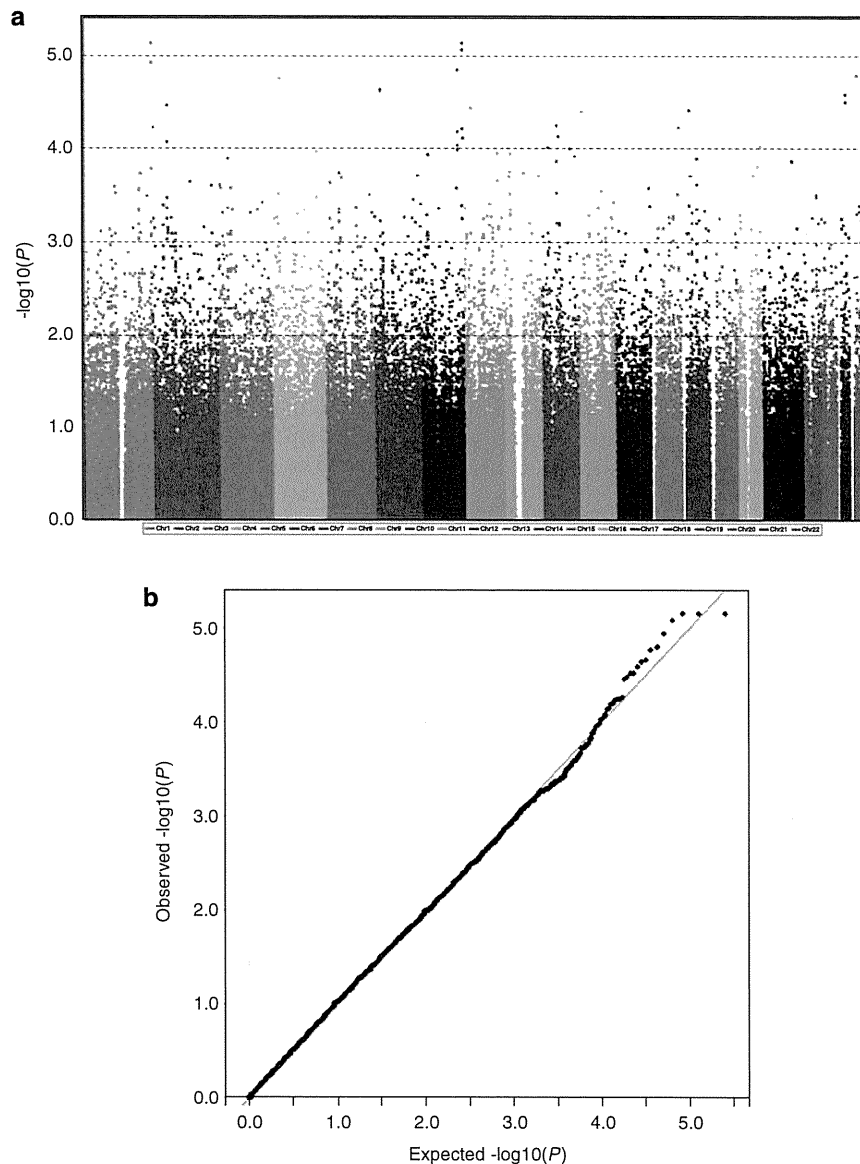 a
5.0
4.0
3.0
2.0
1.0
0.0
-log10(P)
Chr1 Chr2 Chr3 Chr4 Chr5 Chr6 Chr7 Chr8 Chr9 Chr10 Chr11 Chr12 Chr13 Chr14 Chr15 Chr16 Chr17 Chr18 Chr19 Chr20 Chr21 Chr22
b
5.0
4.0
3.0
2.0
1.0
0.0
Observed -log10(P)
0.0 1.0 2.0 3.0 4.0 5.0
Expected -log10(P)